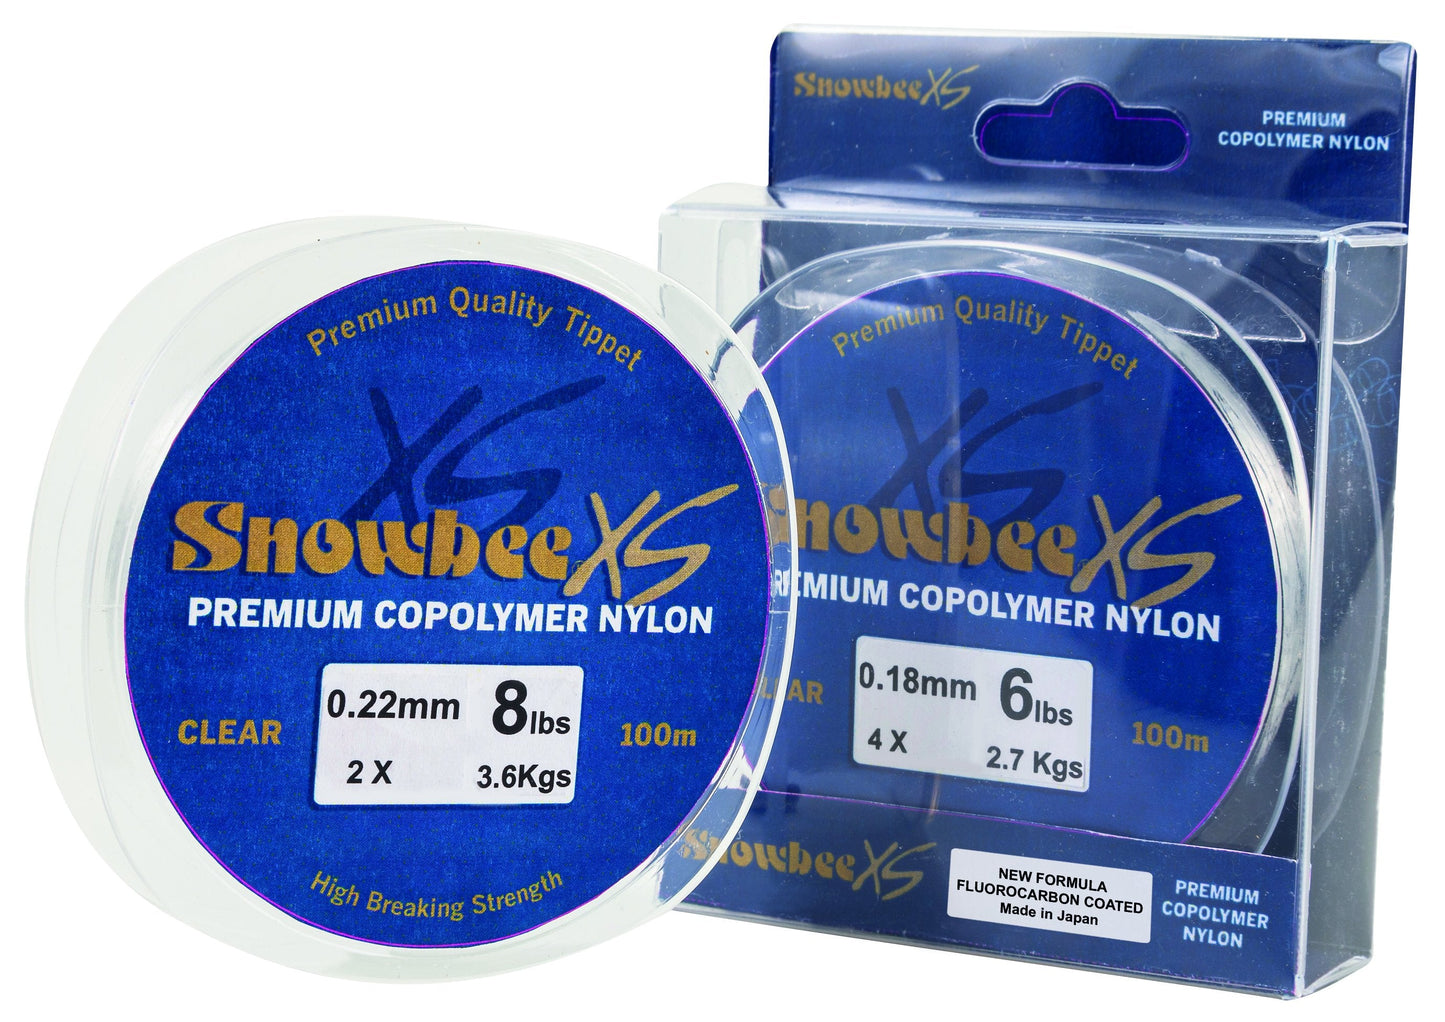 Premium Quality Tippet
XS
Snowbee XS
PREMIUM COPOLYMER NYLON
0.22mm 8lbs
CLEAR
100m
2 X 3.6Kgs
High Breaking Strength
Snowbee XS
PREMIUM
COPOLYMER NYLON
Premium Quality Tippet
XS
Snowbee XS
PREMIUM COPOLYMER NYLON
0.18mm 6lbs
CLEAR
100m
4 X 2.7 Kgs
Snowbee XS
NEW FORMULA
FLUOROCARBON COATED
Made in Japan
PREMIUM
COPOLYMER
NYLON